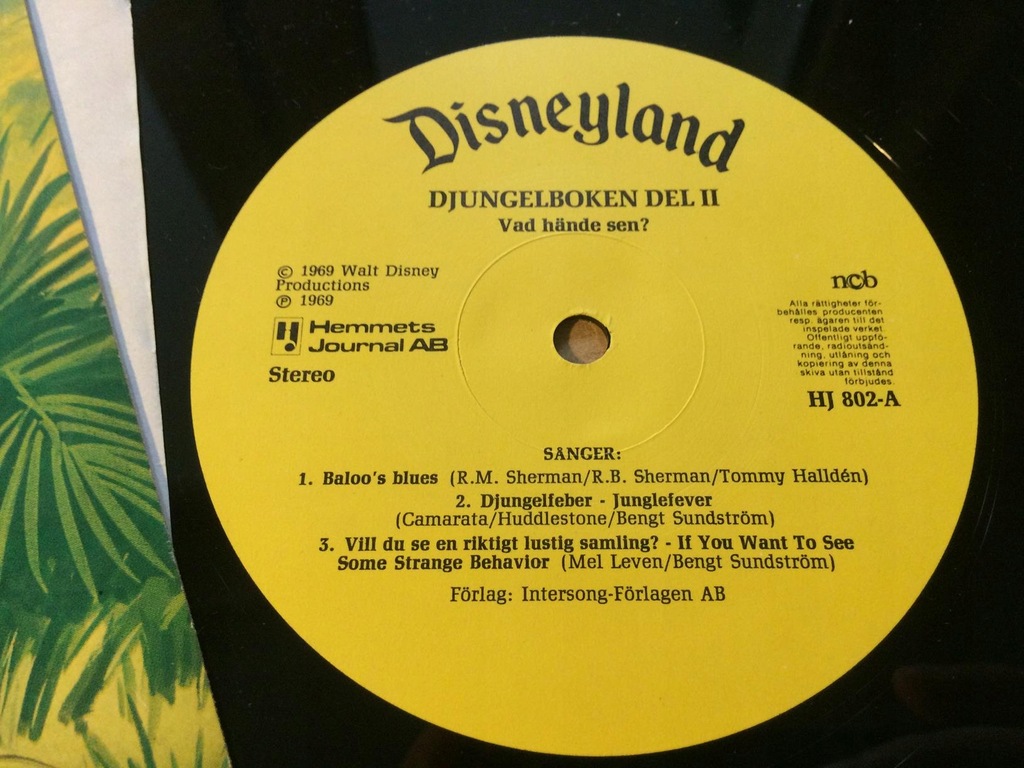 Disneyland
DJUNGELBOKEN DEL II
Vad hände sen?
© 1969 Walt Disney
Productions
℗ 1969
Hemmets
Journal AB
Stereo
ncb
Alla rättigheter för-
behålles producenten
resp. ägaren till det
inspelade verket.
Offentligt uppfö-
rande, radioutsänd-
ning, utlåning och
kopiering av denna
skiva utan tillstånd
förbjudes.
HJ 802-A
SÅNGER:
1. Baloo's blues (R.M. Sherman/R.B. Sherman/Tommy Halldén)
2. Djungelfeber - Junglefever
(Camarata/Huddlestone/Bengt Sundström)
3. Vill du se en riktigt lustig samling? - If You Want To See
Some Strange Behavior (Mel Leven/Bengt Sundström)
Förlag: Intersong-Förlagen AB